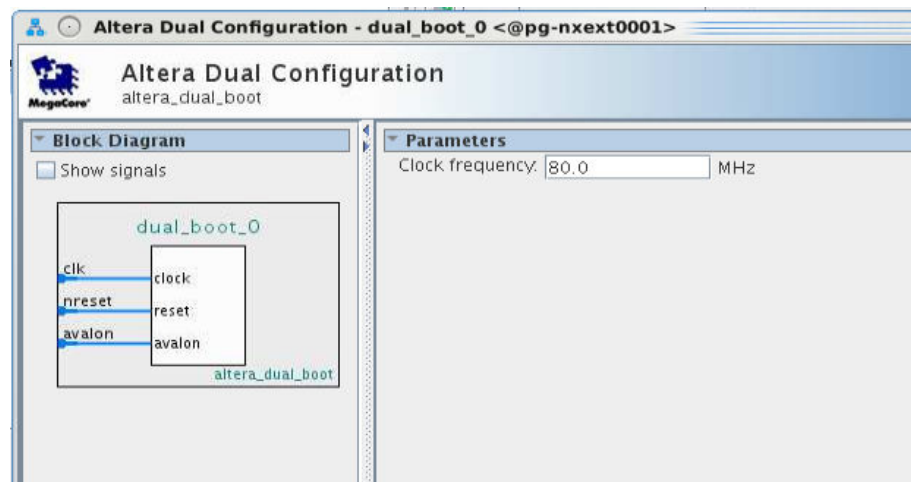 Altera Dual Configuration - dual_boot_0 <@pg-nxext0001>
MegaCore'
Altera Dual Configuration
altera_dual_boot
Block Diagram
Show signals
dual_boot_0
clk
clock
nreset
reset
avalon
avalon
altera_dual_boot
Parameters
Clock frequency: 80.0 MHz